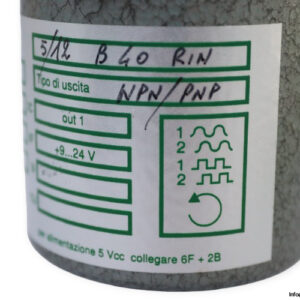 5/12 B 40 RIN
Tipo di uscita
NPN/PNP
out 1
+9...24 V
1
2
1
2
per alimentazione 5 Vcc collegare 6F + 2B